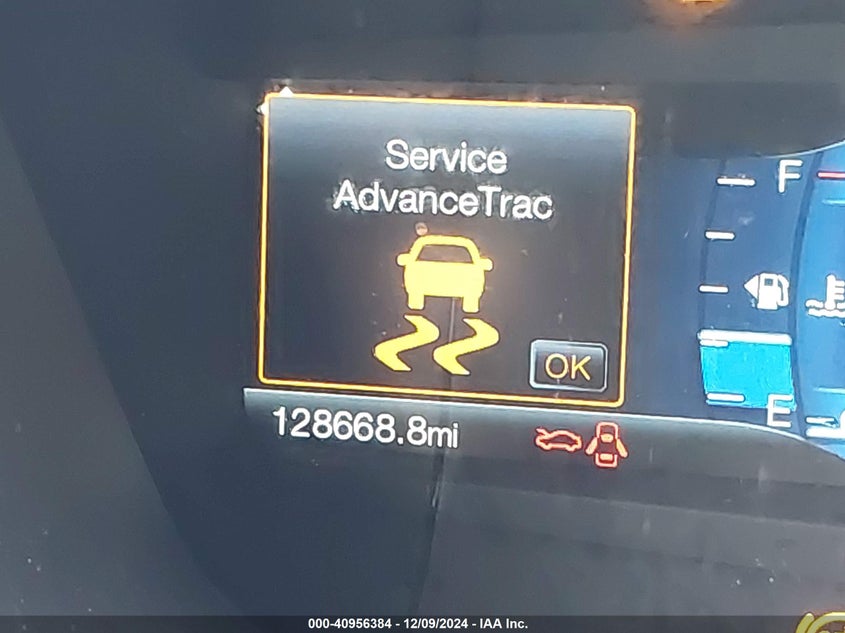 Service
AdvanceTrac
OK
F
E
128668.8mi
000-40956384 - 12/09/2024 - IAA Inc.